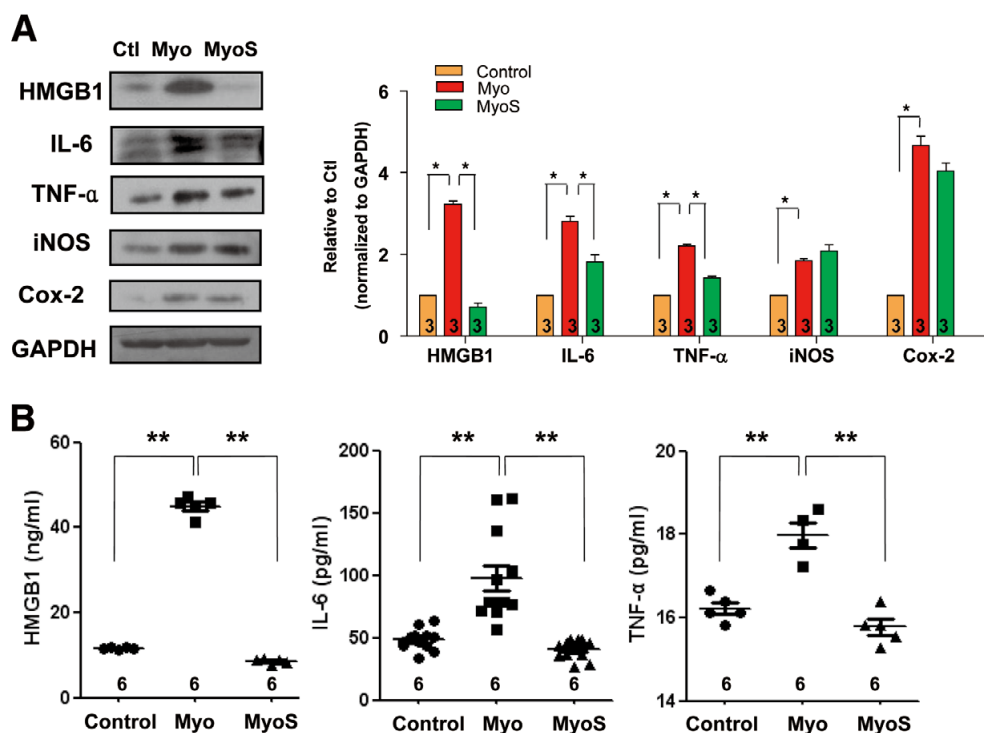 A
Ctl Myo MyoS
HMGB1
IL-6
TNF-α
iNOS
Cox-2
GAPDH
Control
Myo
MyoS
Relative to Ctl
(normalized to GAPDH)
6
4
2
0
* * * * * * * *
3 3 3 3 3 3 3 3 3 3 3 3 3 3 3
HMGB1 IL-6 TNF-α iNOS Cox-2
B
HMGB1 (ng/ml)
60
40
20
0
** **
6 6 6
Control Myo MyoS
IL-6 (pg/ml)
200
150
100
50
0
** **
6 6 6
Control Myo MyoS
TNF-α (pg/ml)
20
18
16
14
** **
6 6 6
Control Myo MyoS